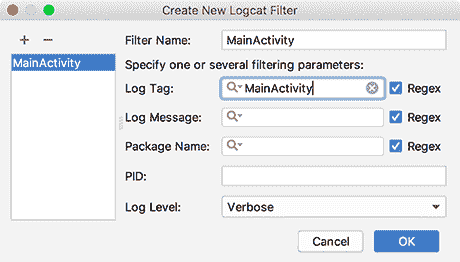 Create New Logcat Filter
MainActivity
Filter Name: MainActivity
Specify one or several filtering parameters:
Log Tag: MainActivity Regex
Log Message: Regex
Package Name: Regex
PID:
Log Level: Verbose
Cancel OK